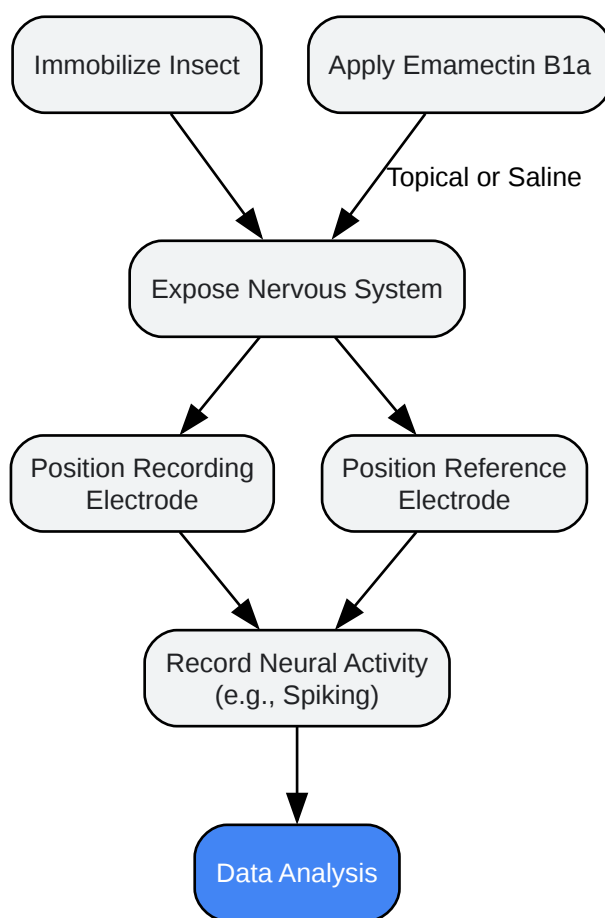 Immobilize Insect
Apply Emamectin B1a
Topical or Saline
Expose Nervous System
Position Recording
Electrode
Position Reference
Electrode
Record Neural Activity
(e.g., Spiking)
Data Analysis